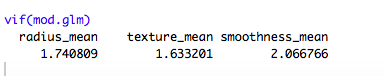 vif(mod.glm)
radius_mean texture_mean smoothness_mean
1.740809 1.633201 2.066766